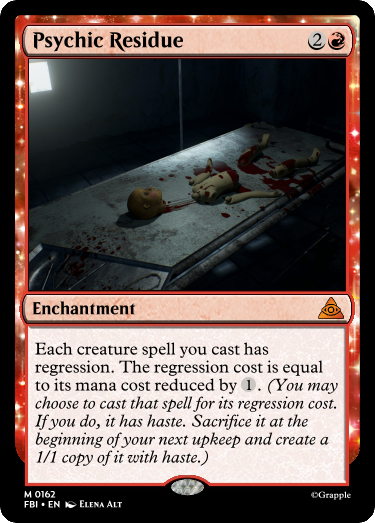 Psychic Residue 2
Enchantment
Each creature spell you cast has
regression. The regression cost is equal
to its mana cost reduced by 1. (You may
choose to cast that spell for its regression cost.
If you do, it has haste. Sacrifice it at the
beginning of your next upkeep and create a
1/1 copy of it with haste.)
M 0162
FBI • EN Elena Alt
©Grapple